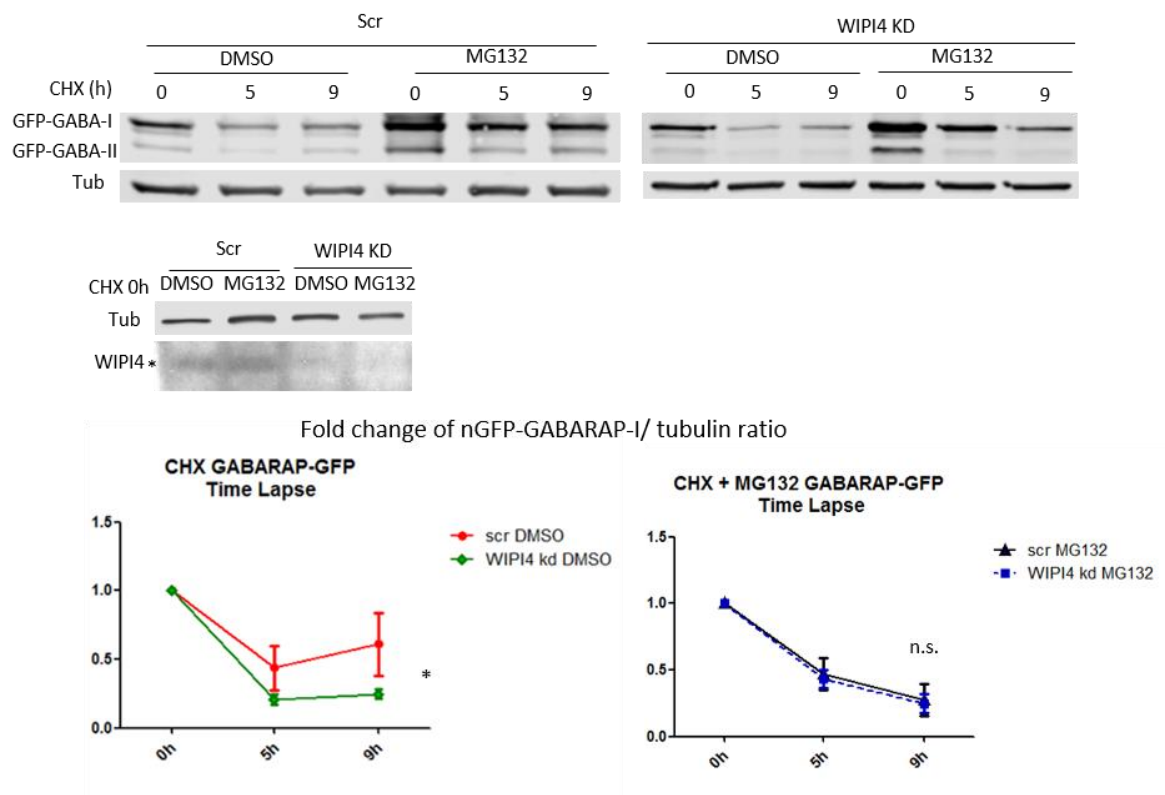 Scr
WIPI4 KD
DMSO MG132
DMSO MG132
CHX (h) 0 5 9 0 5 9
0 5 9 0 5 9
GFP-GABA-I
GFP-GABA-II
Tub
Scr WIPI4 KD
CHX 0h DMSO MG132 DMSO MG132
Tub
WIPI4 *
Fold change of nGFP-GABARAP-I/ tubulin ratio
CHX GABARAP-GFP
Time Lapse
1.5
1.0
0.5
0.0
0h 5h 9h
scr DMSO
WIPI4 kd DMSO
*
CHX + MG132 GABARAP-GFP
Time Lapse
1.5
1.0
0.5
0.0
0h 5h 9h
scr MG132
WIPI4 kd MG132
n.s.